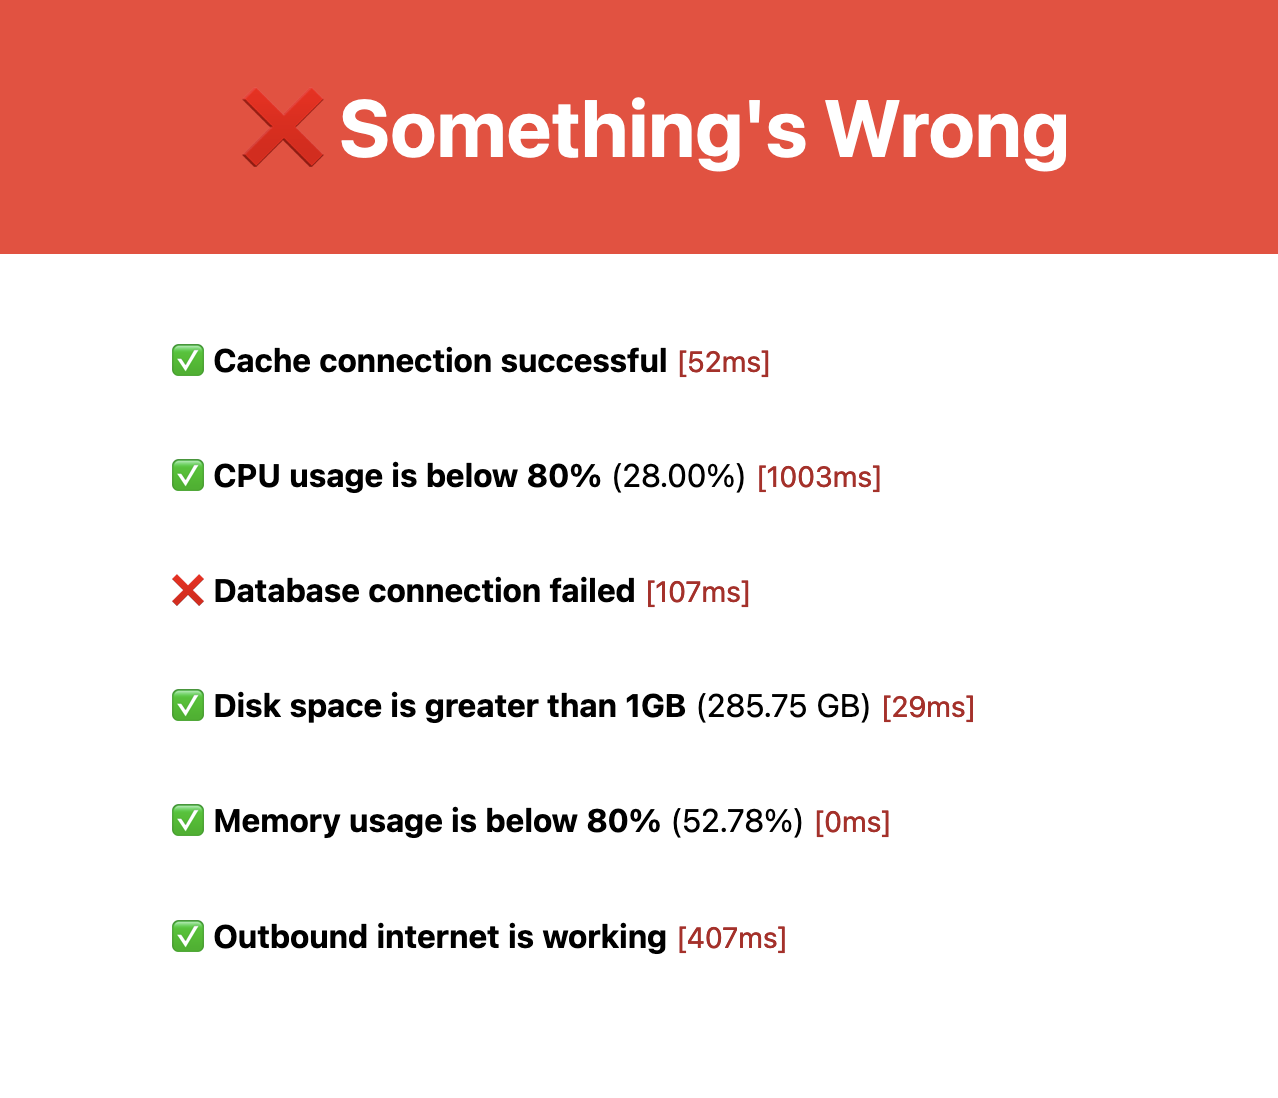 ❌ Something's Wrong
✅ Cache connection successful [52ms]
✅ CPU usage is below 80% (28.00%) [1003ms]
❌ Database connection failed [107ms]
✅ Disk space is greater than 1GB (285.75 GB) [29ms]
✅ Memory usage is below 80% (52.78%) [0ms]
✅ Outbound internet is working [407ms]